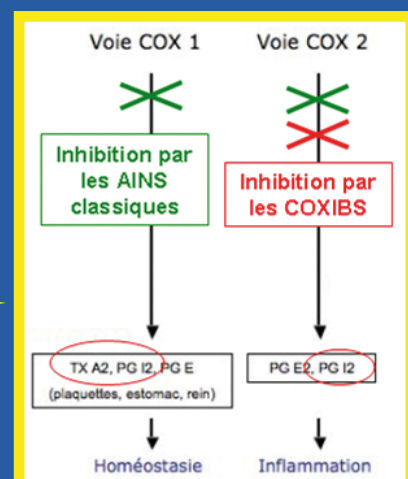 Voie COX 1
Voie COX 2
Inhibition par
les AINS
classiques
Inhibition par
les COXIBS
TX A2, PG I2, PG E
(plaquettes, estomac, rein)
PG E2, PG I2
Homéostasie
Inflammation